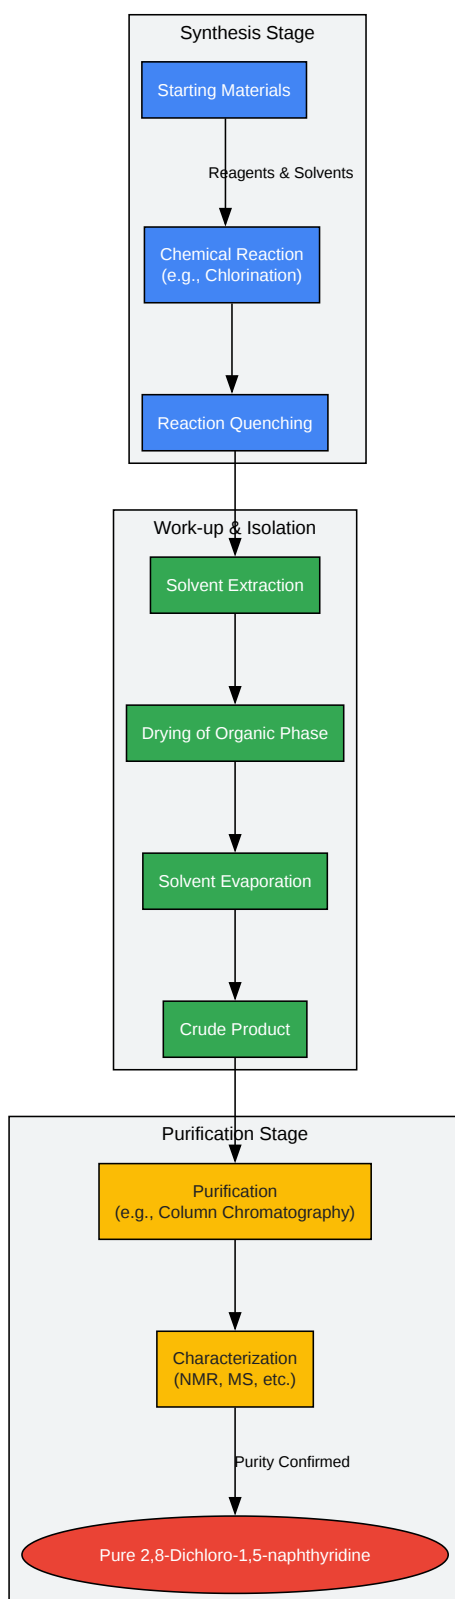 Synthesis Stage
Starting Materials
Reagents & Solvents
Chemical Reaction
(e.g., Chlorination)
Reaction Quenching
Work-up & Isolation
Solvent Extraction
Drying of Organic Phase
Solvent Evaporation
Crude Product
Purification Stage
Purification
(e.g., Column Chromatography)
Characterization
(NMR, MS, etc.)
Purity Confirmed
Pure 2,8-Dichloro-1,5-naphthyridine